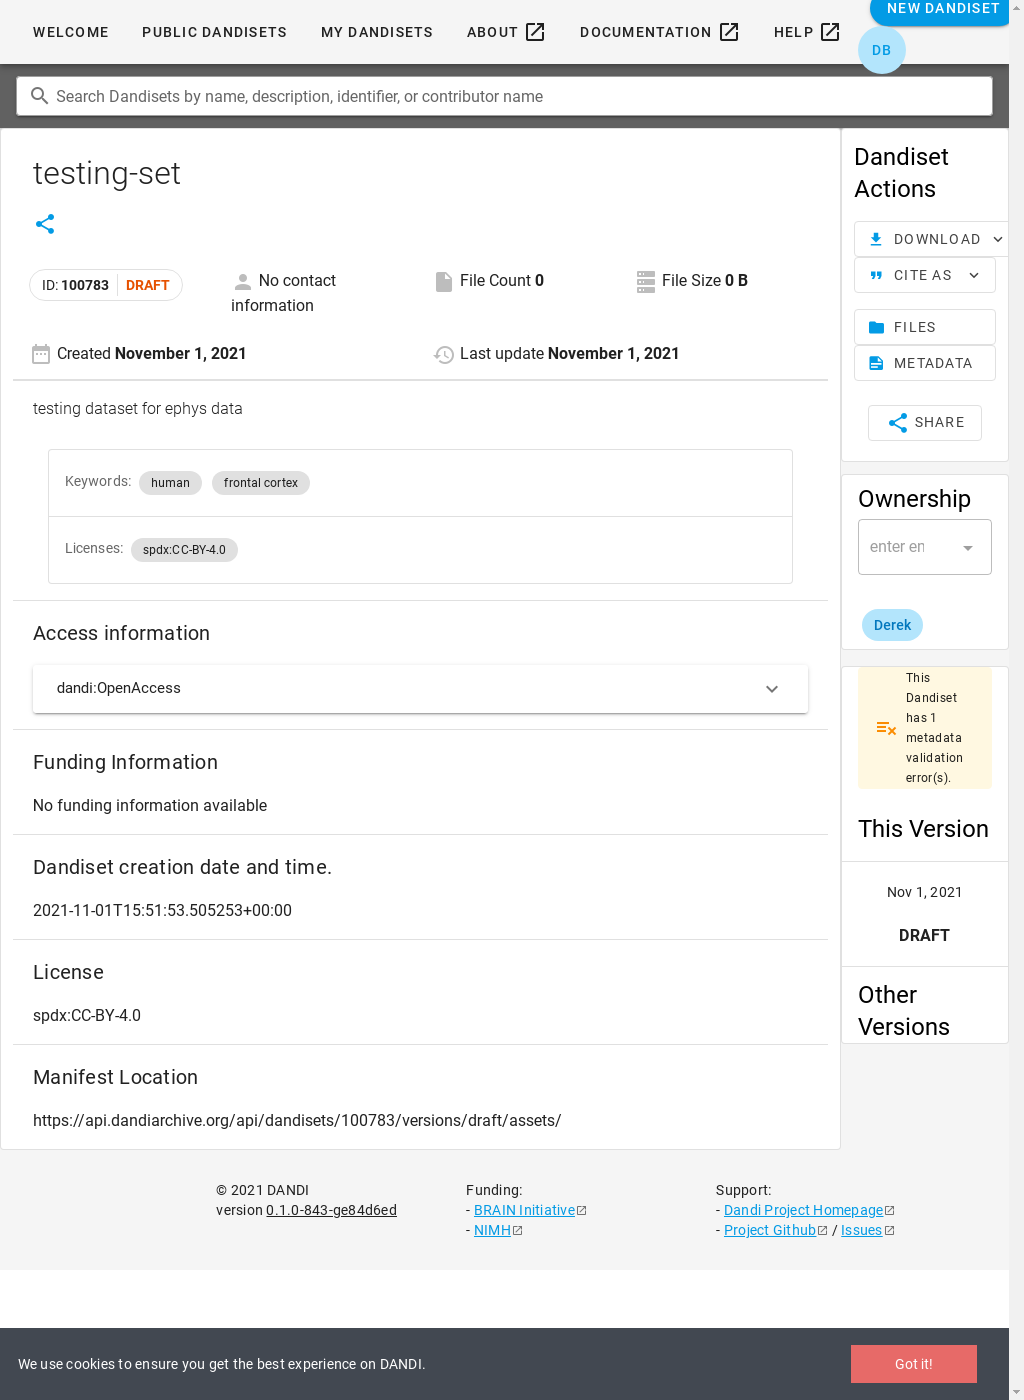 WELCOME PUBLIC DANDISETS MY DANDISETS ABOUT DOCUMENTATION HELP NEW DANDISET
DB
Search Dandisets by name, description, identifier, or contributor name
testing-set
ID: 100783 DRAFT
No contact information
File Count 0
File Size 0 B
Created November 1, 2021
Last update November 1, 2021
testing dataset for ephys data
Keywords: human frontal cortex
Licenses: spdx:CC-BY-4.0
Access information
dandi:OpenAccess
Funding Information
No funding information available
Dandiset creation date and time.
2021-11-01T15:51:53.505253+00:00
License
spdx:CC-BY-4.0
Manifest Location
https://api.dandiarchive.org/api/dandisets/100783/versions/draft/assets/
Dandiset
Actions
DOWNLOAD
CITE AS
FILES
METADATA
SHARE
Ownership
enter en
Derek
This
Dandiset
has 1
metadata
validation
error(s).
This Version
Nov 1, 2021
DRAFT
Other
Versions
© 2021 DANDI
version 0.1.0-843-ge84d6ed
Funding:
- BRAIN Initiative
- NIMH
Support:
- Dandi Project Homepage
- Project Github / Issues
We use cookies to ensure you get the best experience on DANDI.
Got it!